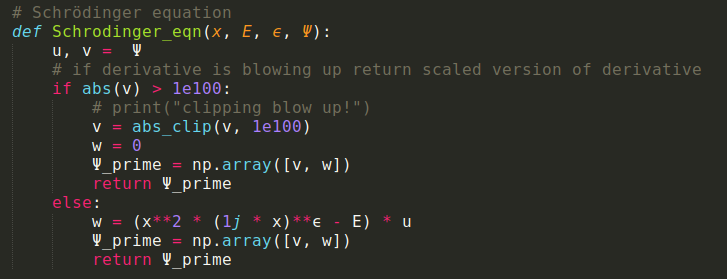 # Schrödinger equation
def Schrodinger_eqn(x, E, ϵ, Ψ):
    u, v =  Ψ
    # if derivative is blowing up return scaled version of derivative
    if abs(v) > 1e100:
        # print("clipping blow up!")
        v = abs_clip(v, 1e100)
        w = 0
        Ψ_prime = np.array([v, w])
        return Ψ_prime
    else:
        w = (x**2 * (1j * x)**ϵ - E) * u
        Ψ_prime = np.array([v, w])
        return Ψ_prime